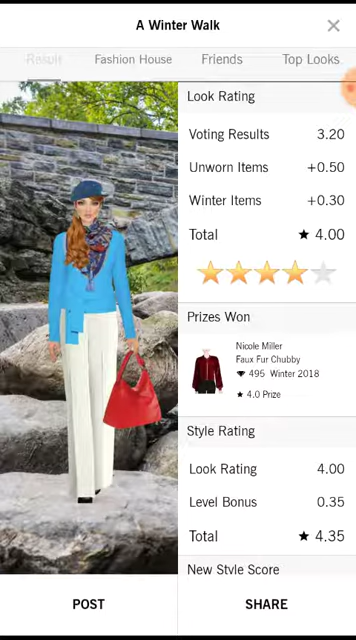 A Winter Walk
Result Fashion House Friends Top Looks
Look Rating
Voting Results 3.20
Unworn Items +0.50
Winter Items +0.30
Total ★ 4.00
Prizes Won
Nicole Miller
Faux Fur Chubby
495 Winter 2018
★ 4.0 Prize
Style Rating
Look Rating 4.00
Level Bonus 0.35
Total ★ 4.35
New Style Score
POST SHARE